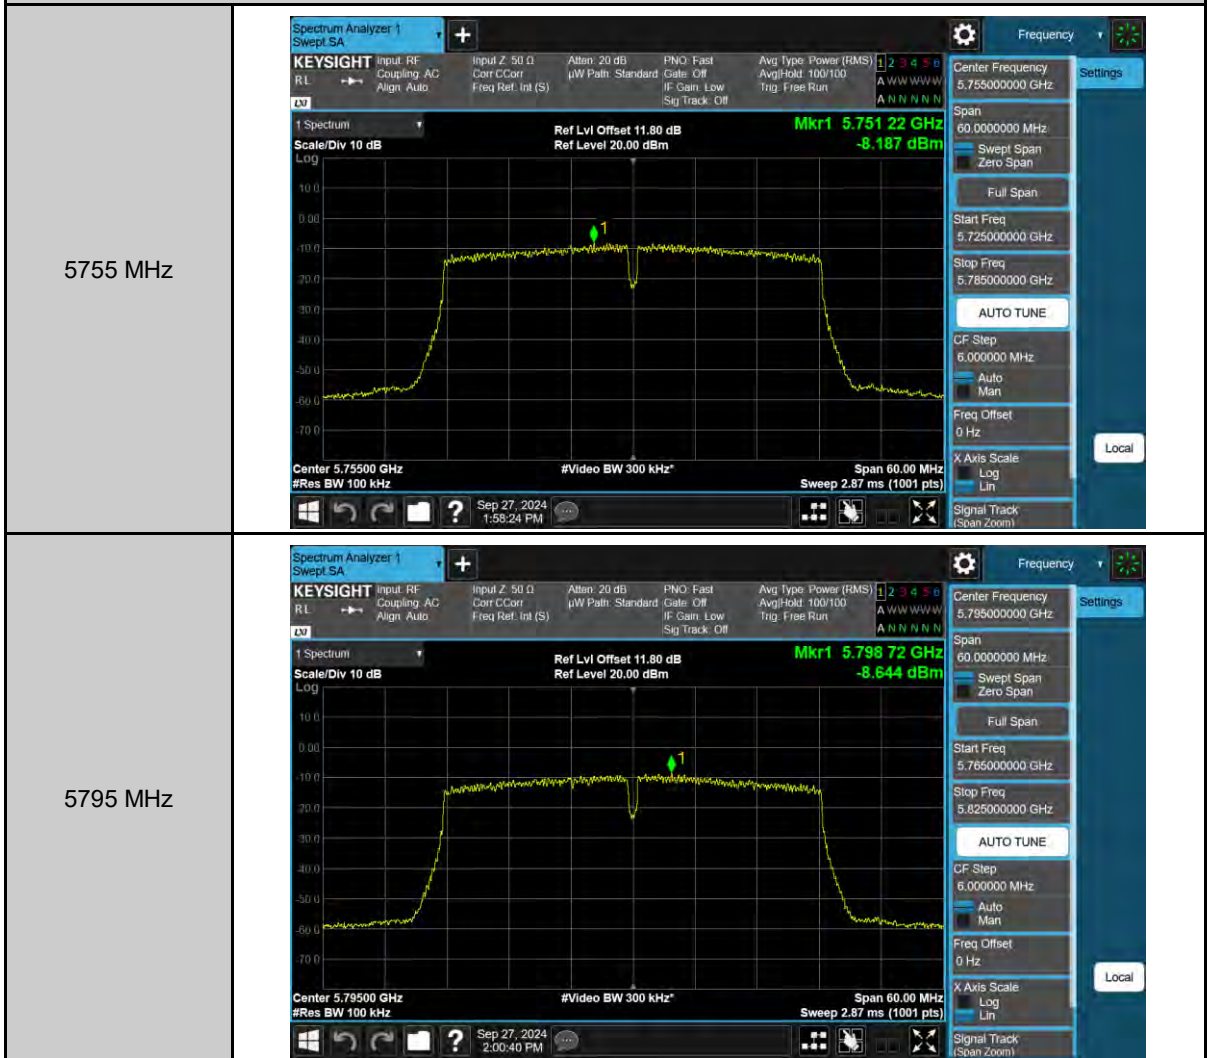 5755 MHz
Spectrum Analyzer 1
Swept SA
Frequency
KEYSIGHT
RL
LXI
Input: RF
Coupling: AC
Align: Auto
Input Z: 50 Ω
Corr CCorr
Freq Ref: Int (S)
Atten: 20 dB
µW Path: Standard
PNO: Fast
Gate: Off
IF Gain: Low
Sig Track: Off
Avg Type: Power (RMS)
Avg|Hold: 100/100
Trig: Free Run
1 2 3 4 5 6
A W W W W W
A N N N N N
1 Spectrum
Scale/Div 10 dB
Ref Lvl Offset 11.80 dB
Ref Level 20.00 dBm
Mkr1 5.751 22 GHz
-8.187 dBm
Log
10.0
0.00
-10.0
-20.0
-30.0
-40.0
-50.0
-60.0
-70.0
1
Center 5.75500 GHz
#Res BW 100 kHz
#Video BW 300 kHz*
Span 60.00 MHz
Sweep 2.87 ms (1001 pts)
Sep 27, 2024
1:58:24 PM
Center Frequency
5.755000000 GHz
Settings
Span
60.0000000 MHz
Swept Span
Zero Span
Full Span
Start Freq
5.725000000 GHz
Stop Freq
5.785000000 GHz
AUTO TUNE
CF Step
6.000000 MHz
Auto
Man
Freq Offset
0 Hz
X Axis Scale
Log
Lin
Signal Track
(Span Zoom)
Local
5795 MHz
Spectrum Analyzer 1
Swept SA
Frequency
KEYSIGHT
RL
LXI
Input: RF
Coupling: AC
Align: Auto
Input Z: 50 Ω
Corr CCorr
Freq Ref: Int (S)
Atten: 20 dB
µW Path: Standard
PNO: Fast
Gate: Off
IF Gain: Low
Sig Track: Off
Avg Type: Power (RMS)
Avg|Hold: 100/100
Trig: Free Run
1 2 3 4 5 6
A W W W W W
A N N N N N
1 Spectrum
Scale/Div 10 dB
Ref Lvl Offset 11.80 dB
Ref Level 20.00 dBm
Mkr1 5.798 72 GHz
-8.644 dBm
Log
10.0
0.00
-10.0
-20.0
-30.0
-40.0
-50.0
-60.0
-70.0
1
Center 5.79500 GHz
#Res BW 100 kHz
#Video BW 300 kHz*
Span 60.00 MHz
Sweep 2.87 ms (1001 pts)
Sep 27, 2024
2:00:40 PM
Center Frequency
5.795000000 GHz
Settings
Span
60.0000000 MHz
Swept Span
Zero Span
Full Span
Start Freq
5.765000000 GHz
Stop Freq
5.825000000 GHz
AUTO TUNE
CF Step
6.000000 MHz
Auto
Man
Freq Offset
0 Hz
X Axis Scale
Log
Lin
Signal Track
(Span Zoom)
Local